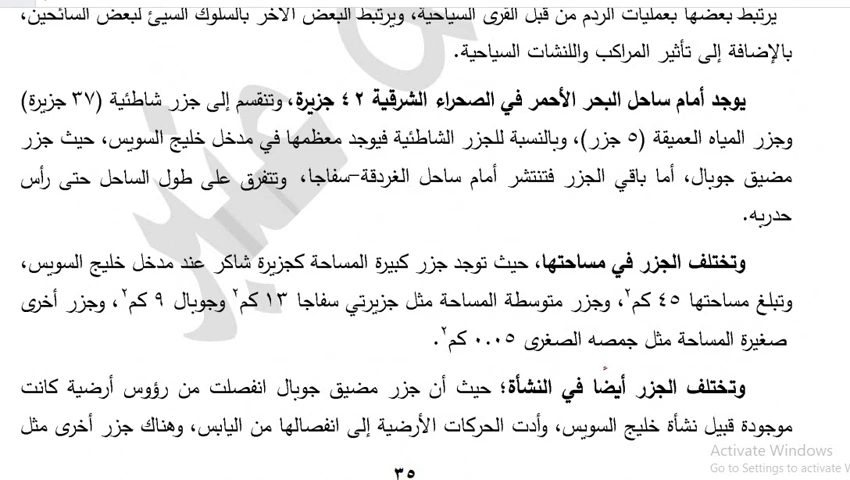 يرتبط بعضها بعمليات الردم من قبل القرى السياحية، ويرتبط البعض الآخر بالسلوك السيئ لبعض السائحين،
بالإضافة إلى تأثير المراكب واللنشات السياحية.
يوجد أمام ساحل البحر الأحمر في الصحراء الشرقية ٤٢ جزيرة، وتنقسم إلى جزر شاطئية (٣٧ جزيرة)
وجزر المياه العميقة (٥ جزر)، وبالنسبة للجزر الشاطئية فيوجد معظمها في مدخل خليج السويس، حيث جزر
مضيق جوبال، أما باقي الجزر فتنتشر أمام ساحل الغردقة-سفاجا، وتتفرق على طول الساحل حتى رأس
حدربه.
وتختلف الجزر في مساحتها، حيث توجد جزر كبيرة المساحة كجزيرة شاكر عند مدخل خليج السويس،
وتبلغ مساحتها ٤٥ كم٢، وجزر متوسطة المساحة مثل جزيرتي سفاجا ١٣ كم٢ وجوبال ٩ كم٢، وجزر أخرى
صغيرة المساحة مثل جمصه الصغرى ٠.٠٥ كم٢.
وتختلف الجزر أيضًا في النشأة؛ حيث أن جزر مضيق جوبال انفصلت من رؤوس أرضية كانت
موجودة قبيل نشأة خليج السويس، وأدت الحركات الأرضية إلى انفصالها من اليابس، وهناك جزر أخرى مثل
٣٥
Activate Windows
Go to Settings to activate W